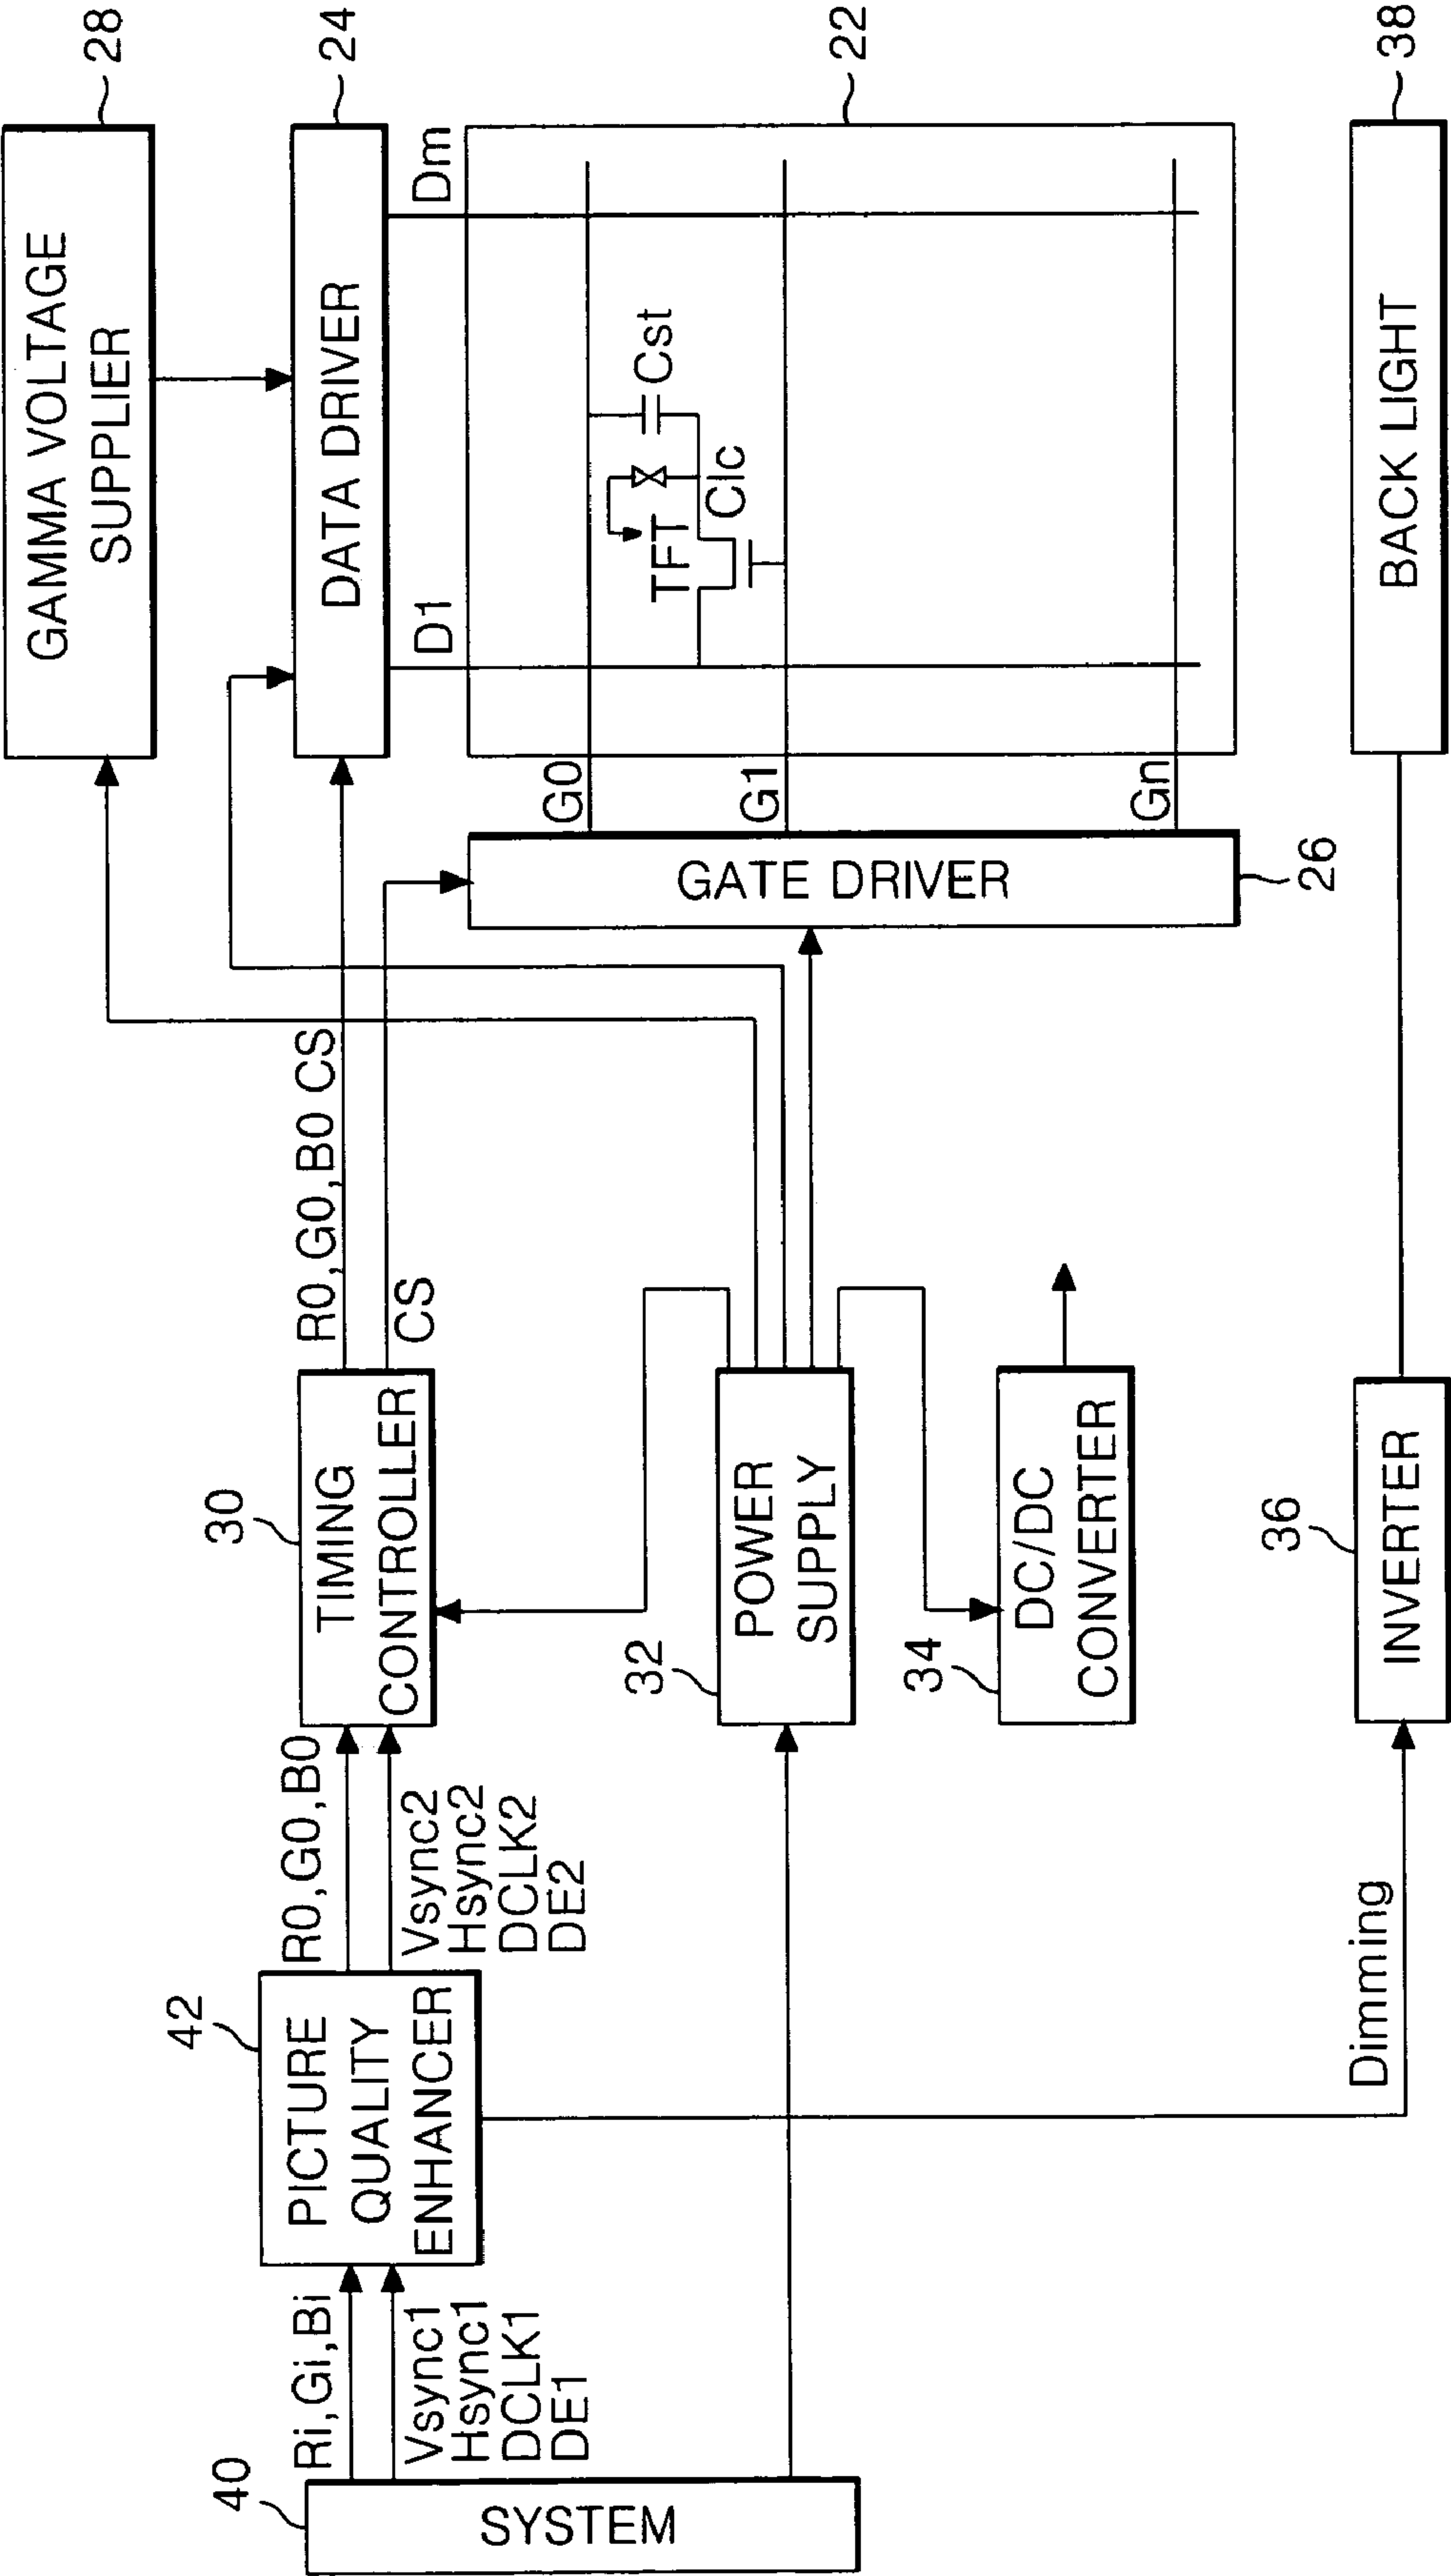 40
SYSTEM
Ri,Gi,Bi
Vsync1
Hsync1
DCLK1
DE1
42
PICTURE
QUALITY
ENHANCER
R0,G0,B0
Vsync2
Hsync2
DCLK2
DE2
Dimming
30
TIMING
CONTROLLER
32
POWER
SUPPLY
34
DC/DC
CONVERTER
36
INVERTER
R0,G0,B0 CS
CS
GAMMA VOLTAGE
SUPPLIER
28
DATA DRIVER
24
D1
Dm
GATE DRIVER
26
G0
G1
Gn
TFT
Clc
Cst
22
BACK LIGHT
38